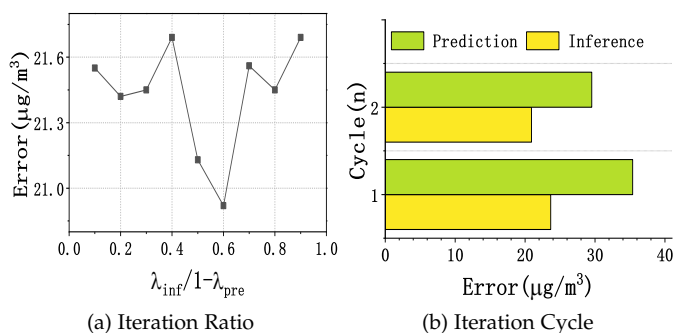 Error(μg/m³)
21.6
21.3
21.0
0.0 0.2 0.4 0.6 0.8 1.0
λ_inf/1-λ_pre
(a) Iteration Ratio
Prediction Inference
Cycle(n)
2
1
0 10 20 30 40
Error(μg/m³)
(b) Iteration Cycle